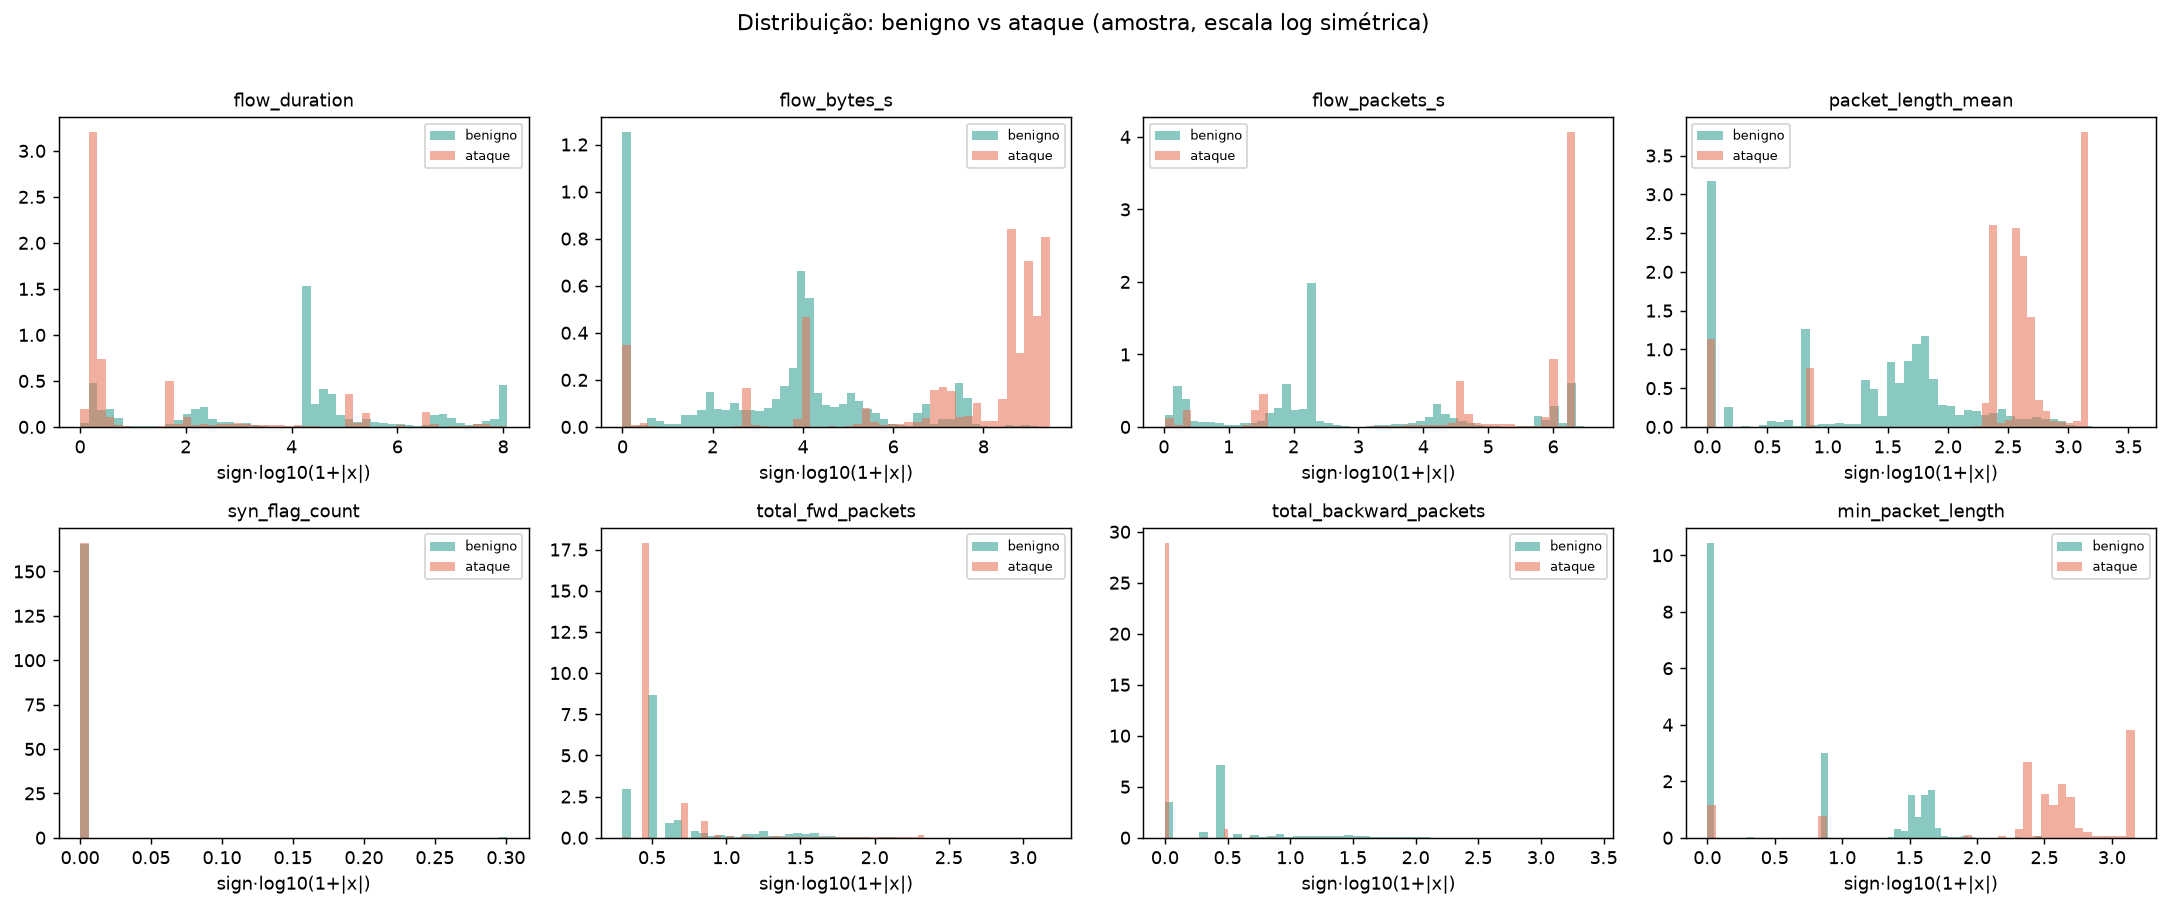 Distribuição: benigno vs ataque (amostra, escala log simétrica)
flow_duration
benigno
ataque
3.0
2.5
2.0
1.5
1.0
0.5
0.0
0 2 4 6 8
sign·log10(1+|x|)
flow_bytes_s
benigno
ataque
1.2
1.0
0.8
0.6
0.4
0.2
0.0
0 2 4 6 8
sign·log10(1+|x|)
flow_packets_s
benigno
ataque
4
3
2
1
0
0 1 2 3 4 5 6
sign·log10(1+|x|)
packet_length_mean
benigno
ataque
3.5
3.0
2.5
2.0
1.5
1.0
0.5
0.0
0.0 0.5 1.0 1.5 2.0 2.5 3.0 3.5
sign·log10(1+|x|)
syn_flag_count
benigno
ataque
150
125
100
75
50
25
0
0.00 0.05 0.10 0.15 0.20 0.25 0.30
sign·log10(1+|x|)
total_fwd_packets
benigno
ataque
17.5
15.0
12.5
10.0
7.5
5.0
2.5
0.0
0.5 1.0 1.5 2.0 2.5 3.0
sign·log10(1+|x|)
total_backward_packets
benigno
ataque
30
25
20
15
10
5
0
0.0 0.5 1.0 1.5 2.0 2.5 3.0 3.5
sign·log10(1+|x|)
min_packet_length
benigno
ataque
10
8
6
4
2
0
0.0 0.5 1.0 1.5 2.0 2.5 3.0
sign·log10(1+|x|)